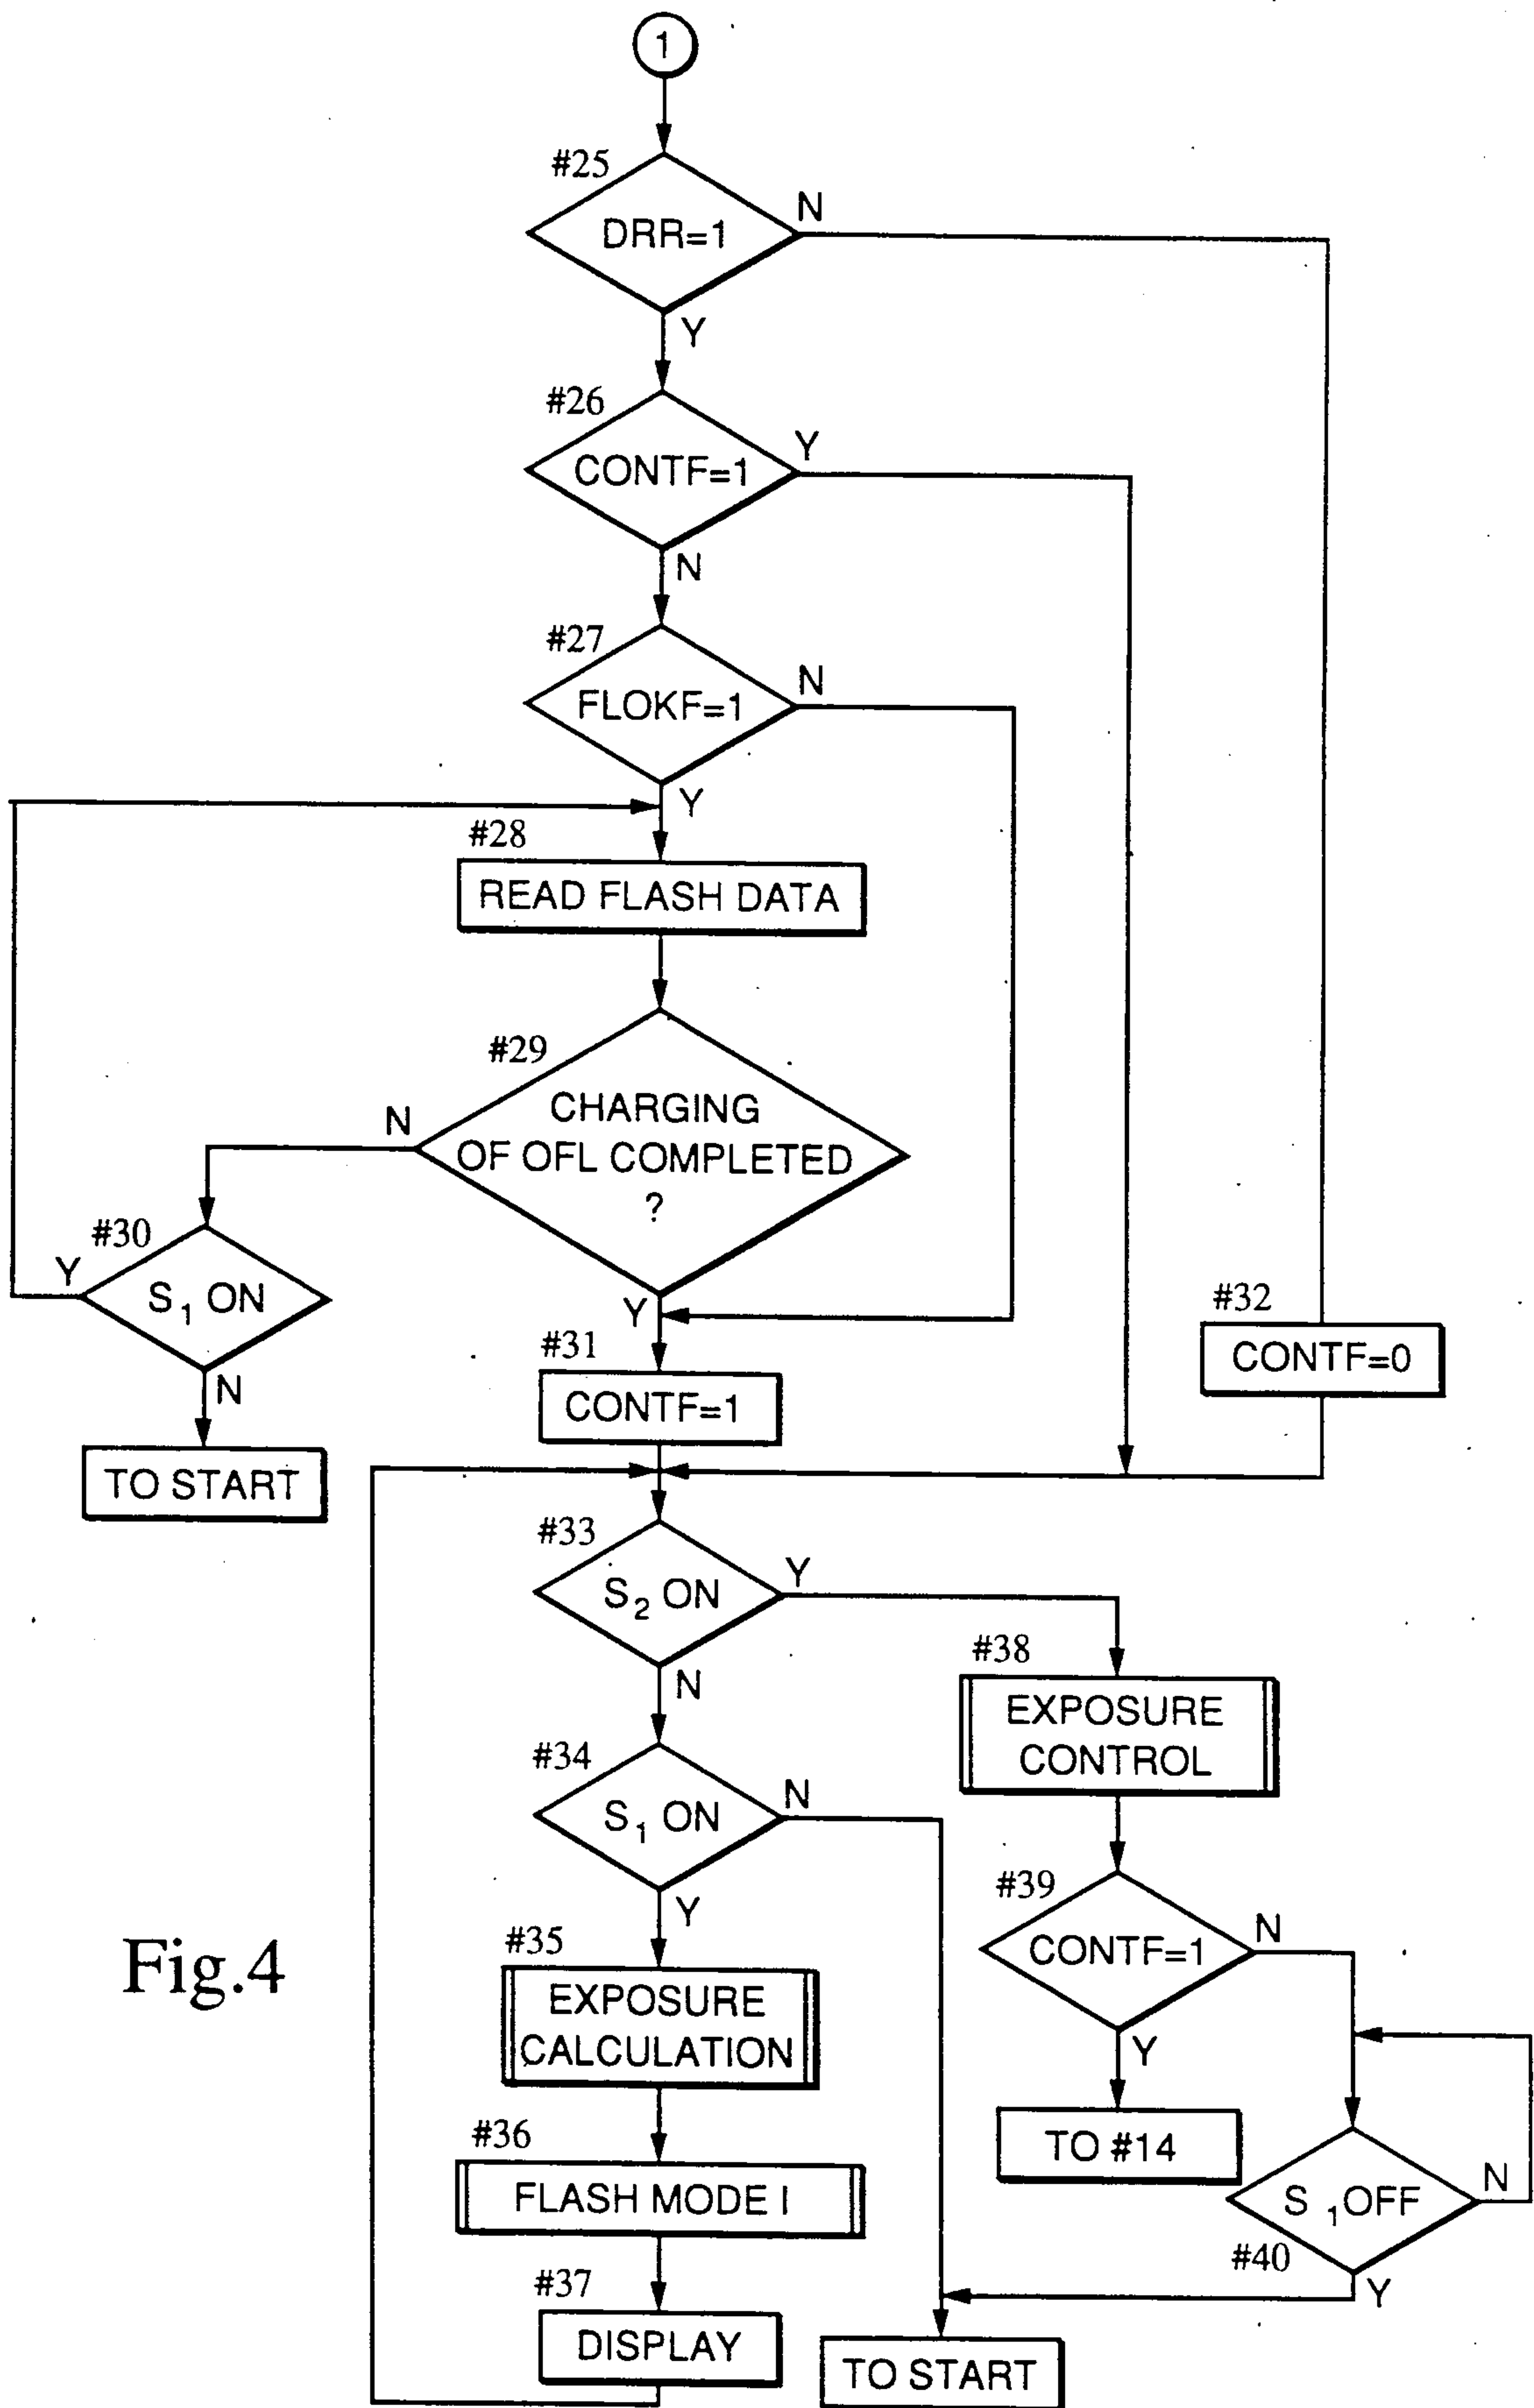 1
#25
DRR=1
N
Y
#26
CONTF=1
Y
N
#27
FLOKF=1
N
Y
#28
READ FLASH DATA
#29
CHARGING
OF OFL COMPLETED
?
N
Y
#30
S1 ON
Y
N
TO START
#31
CONTF=1
#32
CONTF=0
#33
S2 ON
Y
N
#34
S1 ON
N
Y
#35
EXPOSURE
CALCULATION
#36
FLASH MODE I
#37
DISPLAY
#38
EXPOSURE
CONTROL
#39
CONTF=1
N
Y
TO #14
S1OFF
N
#40
Y
TO START
Fig.4